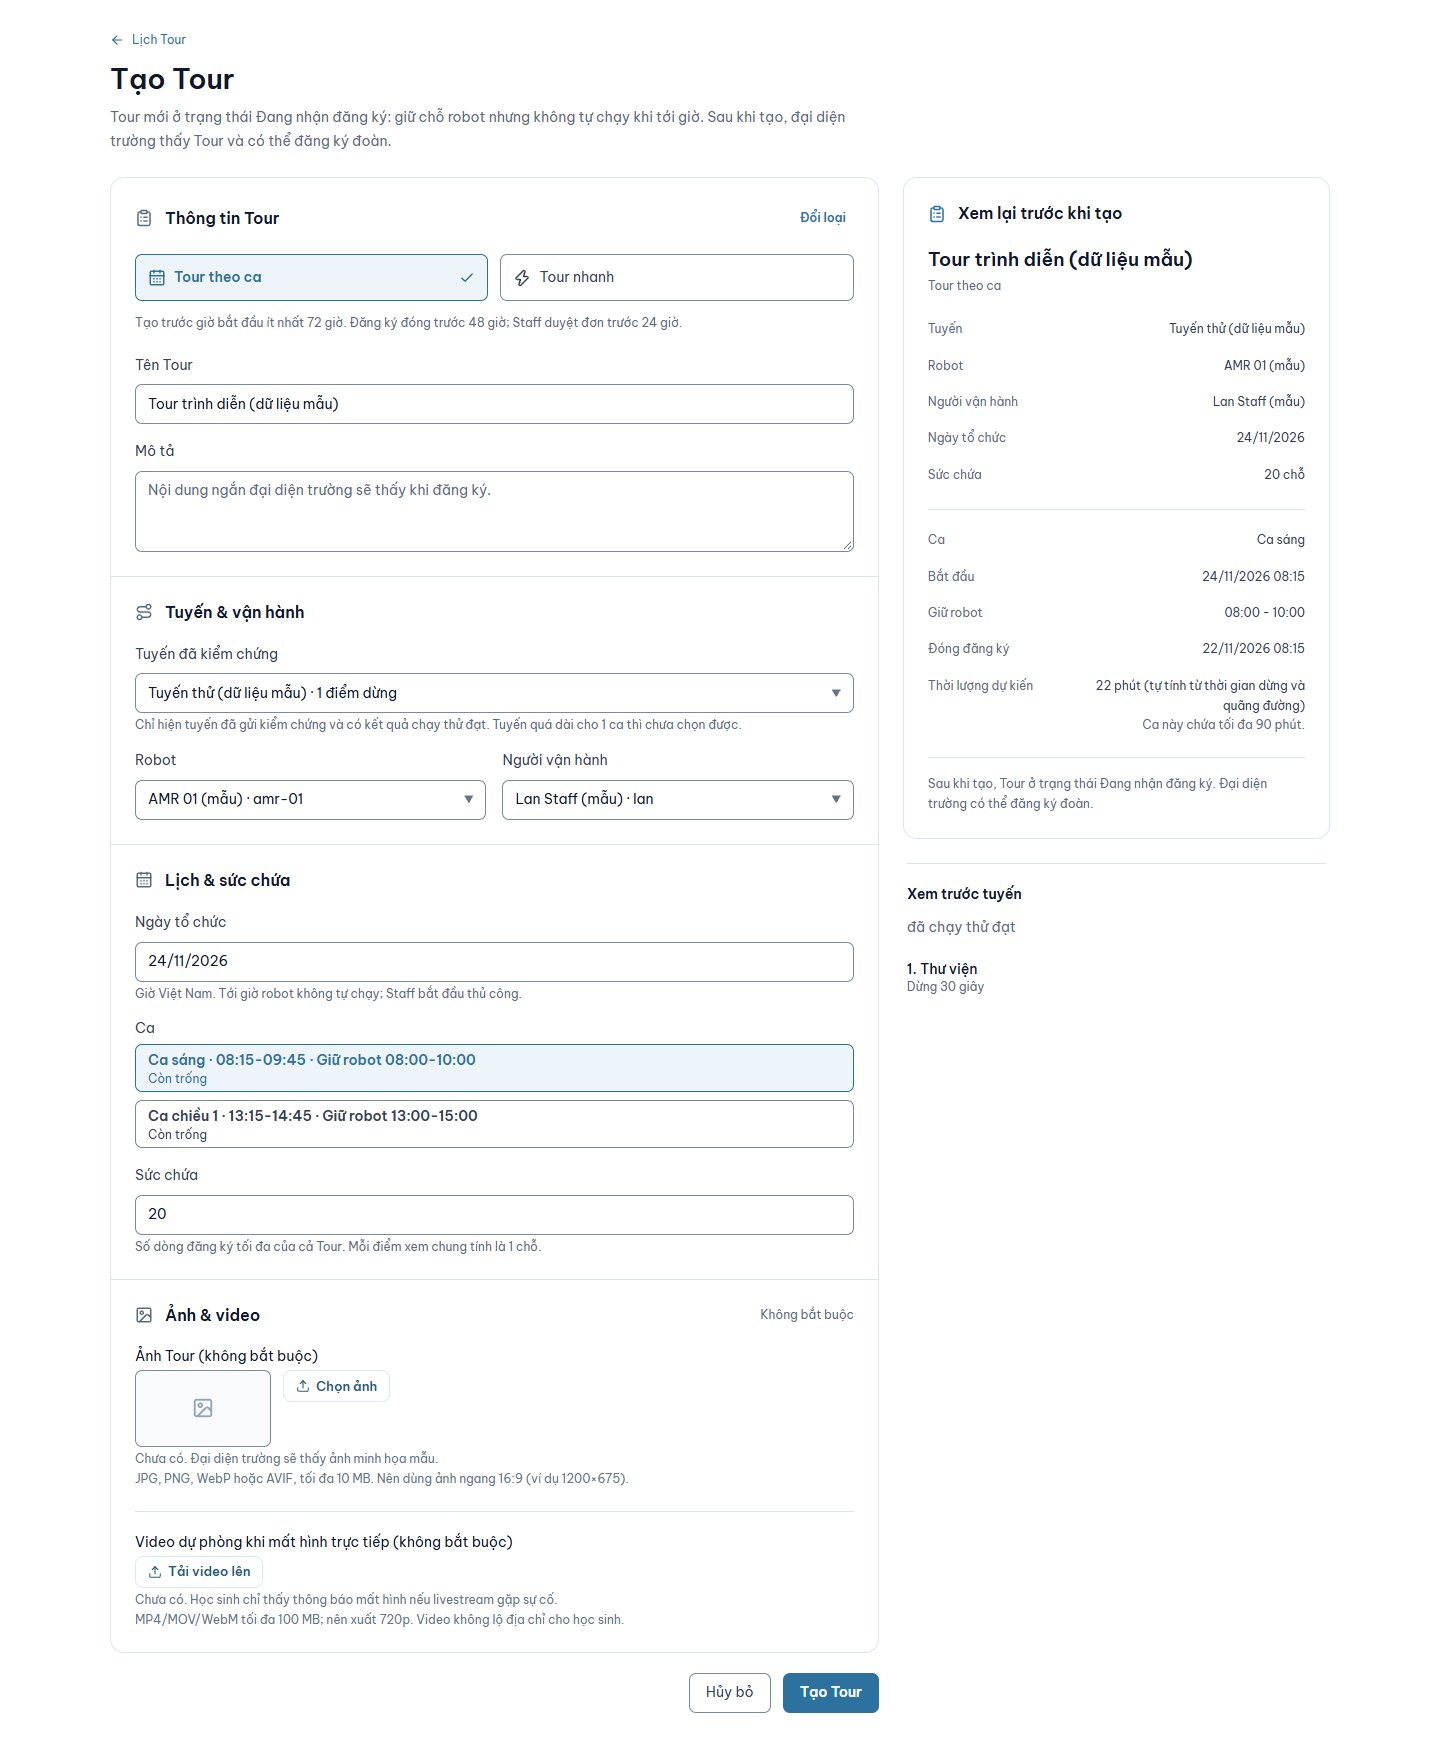 Lịch Tour
Tạo Tour
Tour mới ở trạng thái Đang nhận đăng ký: giữ chỗ robot nhưng không tự chạy khi tới giờ. Sau khi tạo, đại diện
trường thấy Tour và có thể đăng ký đoàn.
Thông tin Tour
Đổi loại
Tour theo ca
Tour nhanh
Tạo trước giờ bắt đầu ít nhất 72 giờ. Đăng ký đóng trước 48 giờ; Staff duyệt đơn trước 24 giờ.
Tên Tour
Tour trình diễn (dữ liệu mẫu)
Mô tả
Nội dung ngắn đại diện trường sẽ thấy khi đăng ký.
Tuyến & vận hành
Tuyến đã kiểm chứng
Tuyến thử (dữ liệu mẫu) · 1 điểm dừng
Chỉ hiện tuyến đã gửi kiểm chứng và có kết quả chạy thử đạt. Tuyến quá dài cho 1 ca thì chưa chọn được.
Robot
Người vận hành
AMR 01 (mẫu) · amr-01
Lan Staff (mẫu) · lan
Lịch & sức chứa
Ngày tổ chức
24/11/2026
Giờ Việt Nam. Tới giờ robot không tự chạy; Staff bắt đầu thủ công.
Ca
Ca sáng · 08:15-09:45 · Giữ robot 08:00-10:00
Còn trống
Ca chiều 1 · 13:15-14:45 · Giữ robot 13:00-15:00
Còn trống
Sức chứa
20
Số dòng đăng ký tối đa của cả Tour. Mỗi điểm xem chung tính là 1 chỗ.
Ảnh & video
Không bắt buộc
Ảnh Tour (không bắt buộc)
Chọn ảnh
Chưa có. Đại diện trường sẽ thấy ảnh minh họa mẫu.
JPG, PNG, WebP hoặc AVIF, tối đa 10 MB. Nên dùng ảnh ngang 16:9 (ví dụ 1200×675).
Video dự phòng khi mất hình trực tiếp (không bắt buộc)
Tải video lên
Chưa có. Học sinh chỉ thấy thông báo mất hình nếu livestream gặp sự cố.
MP4/MOV/WebM tối đa 100 MB; nên xuất 720p. Video không lộ địa chỉ cho học sinh.
Hủy bỏ
Tạo Tour
Xem lại trước khi tạo
Tour trình diễn (dữ liệu mẫu)
Tour theo ca
Tuyến
Tuyến thử (dữ liệu mẫu)
Robot
AMR 01 (mẫu)
Người vận hành
Lan Staff (mẫu)
Ngày tổ chức
24/11/2026
Sức chứa
20 chỗ
Ca
Ca sáng
Bắt đầu
24/11/2026 08:15
Giữ robot
08:00 - 10:00
Đóng đăng ký
22/11/2026 08:15
Thời lượng dự kiến
22 phút (tự tính từ thời gian dừng và
quãng đường)
Ca này chứa tối đa 90 phút.
Sau khi tạo, Tour ở trạng thái Đang nhận đăng ký. Đại diện
trường có thể đăng ký đoàn.
Xem trước tuyến
đã chạy thử đạt
1. Thư viện
Dừng 30 giây